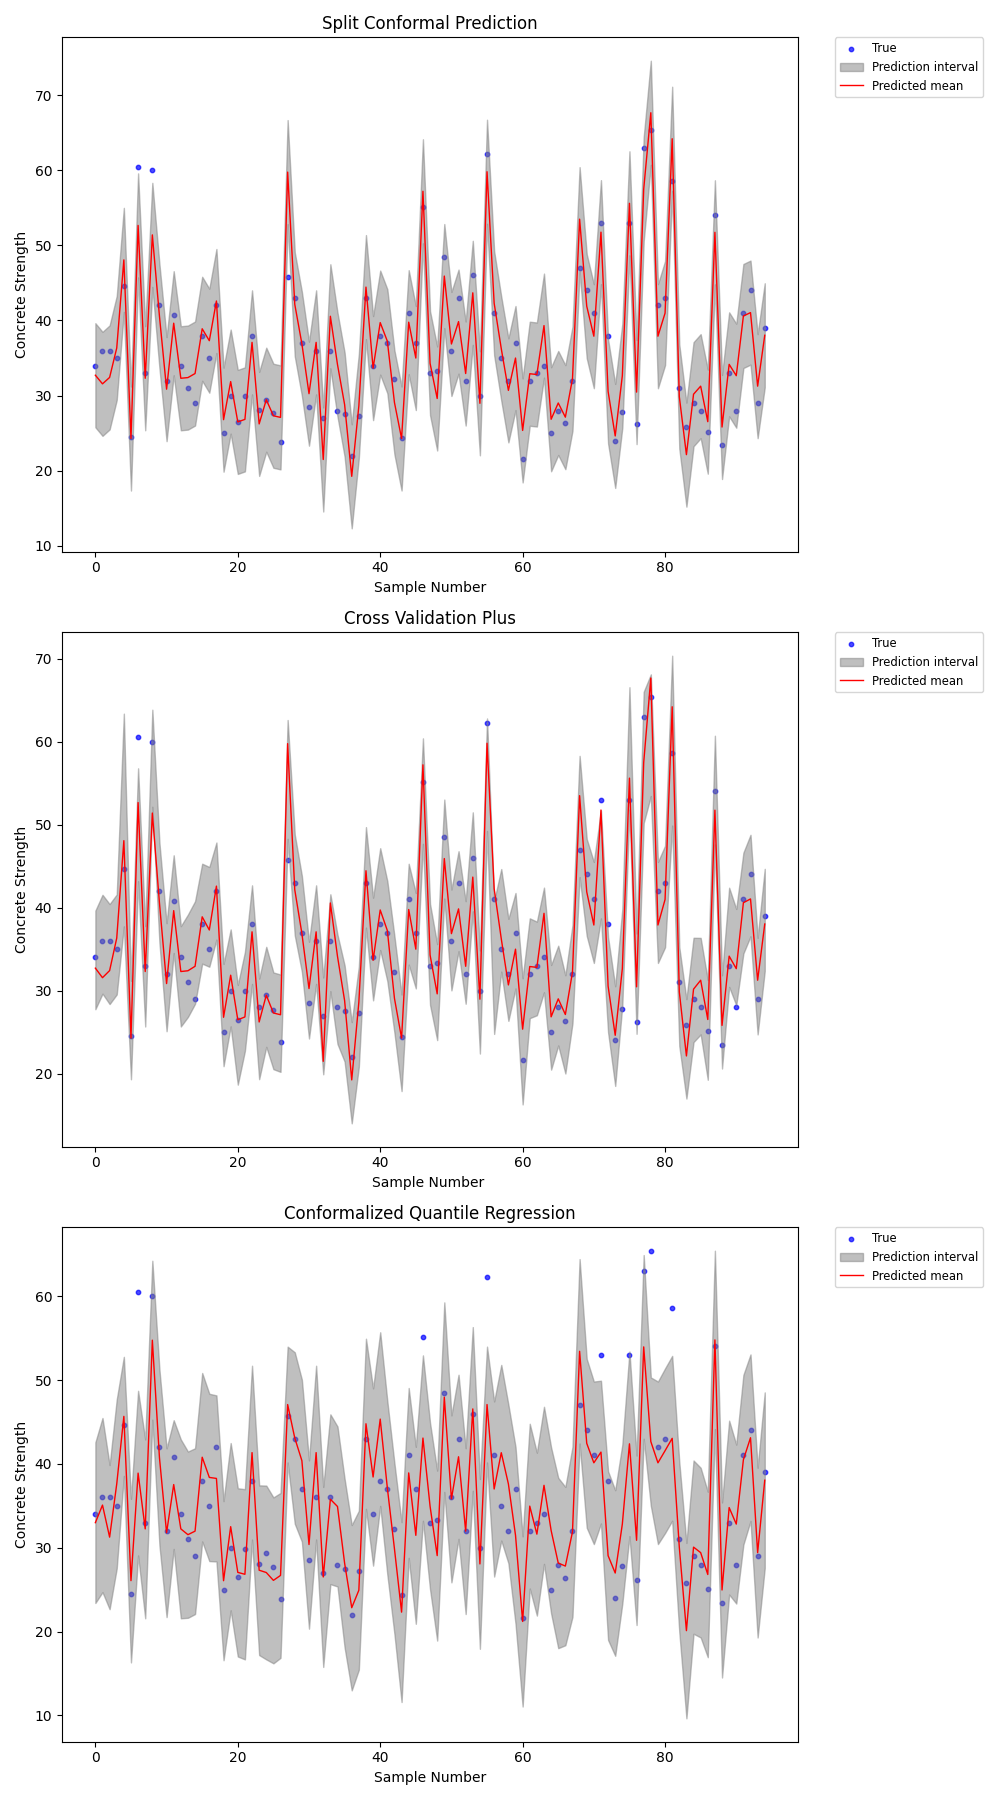 Split Conformal Prediction
True
Prediction interval
Predicted mean
Concrete Strength
70
60
50
40
30
20
10
0 20 40 60 80
Sample Number
Cross Validation Plus
True
Prediction interval
Predicted mean
Concrete Strength
70
60
50
40
30
20
0 20 40 60 80
Sample Number
Conformalized Quantile Regression
True
Prediction interval
Predicted mean
Concrete Strength
60
50
40
30
20
10
0 20 40 60 80
Sample Number